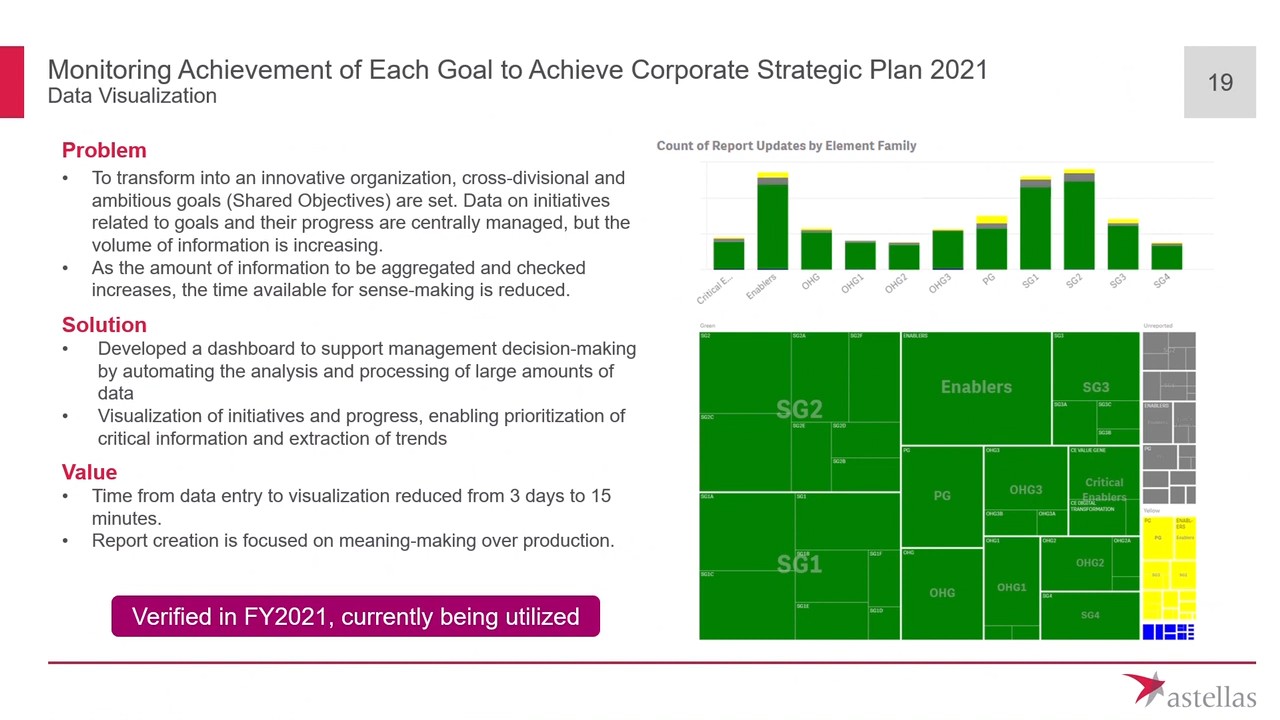 Monitoring Achievement of Each Goal to Achieve Corporate Strategic Plan 2021
Data Visualization
19
Problem
• To transform into an innovative organization, cross-divisional and
ambitious goals (Shared Objectives) are set. Data on initiatives
related to goals and their progress are centrally managed, but the
volume of information is increasing.
• As the amount of information to be aggregated and checked
increases, the time available for sense-making is reduced.
Solution
• Developed a dashboard to support management decision-making
by automating the analysis and processing of large amounts of
data
• Visualization of initiatives and progress, enabling prioritization of
critical information and extraction of trends
Value
• Time from data entry to visualization reduced from 3 days to 15
minutes.
• Report creation is focused on meaning-making over production.
Verified in FY2021, currently being utilized
Count of Report Updates by Element Family
Critical E...
Enablers
OHG
OHG1
OHG2
OHG3
PG
SG1
SG2
SG3
SG4
Green
SG2
SG2A
SG2F
SG2
SG2C
SG2E
SG2D
SG2B
SG1A
SG1
SG1B
SG1F
SG1
SG1C
SG1E
SG1D
ENABLERS
Enablers
SG3
SG3
SG3A
SG3C
SG3B
PG
PG
OHG3
OHG3
OHG3B
OHG3A
CE VALUE GENE
Critical
Enablers
CE DIGITAL
TRANSFORMATION
OHG
OHG
OHG1
OHG1
OHG2
OHG2A
OHG2
SG4
SG4
Unreported
ENABLERS
PG
Yellow
PG
ENABL-
ERS
PG
Enablers
astellas